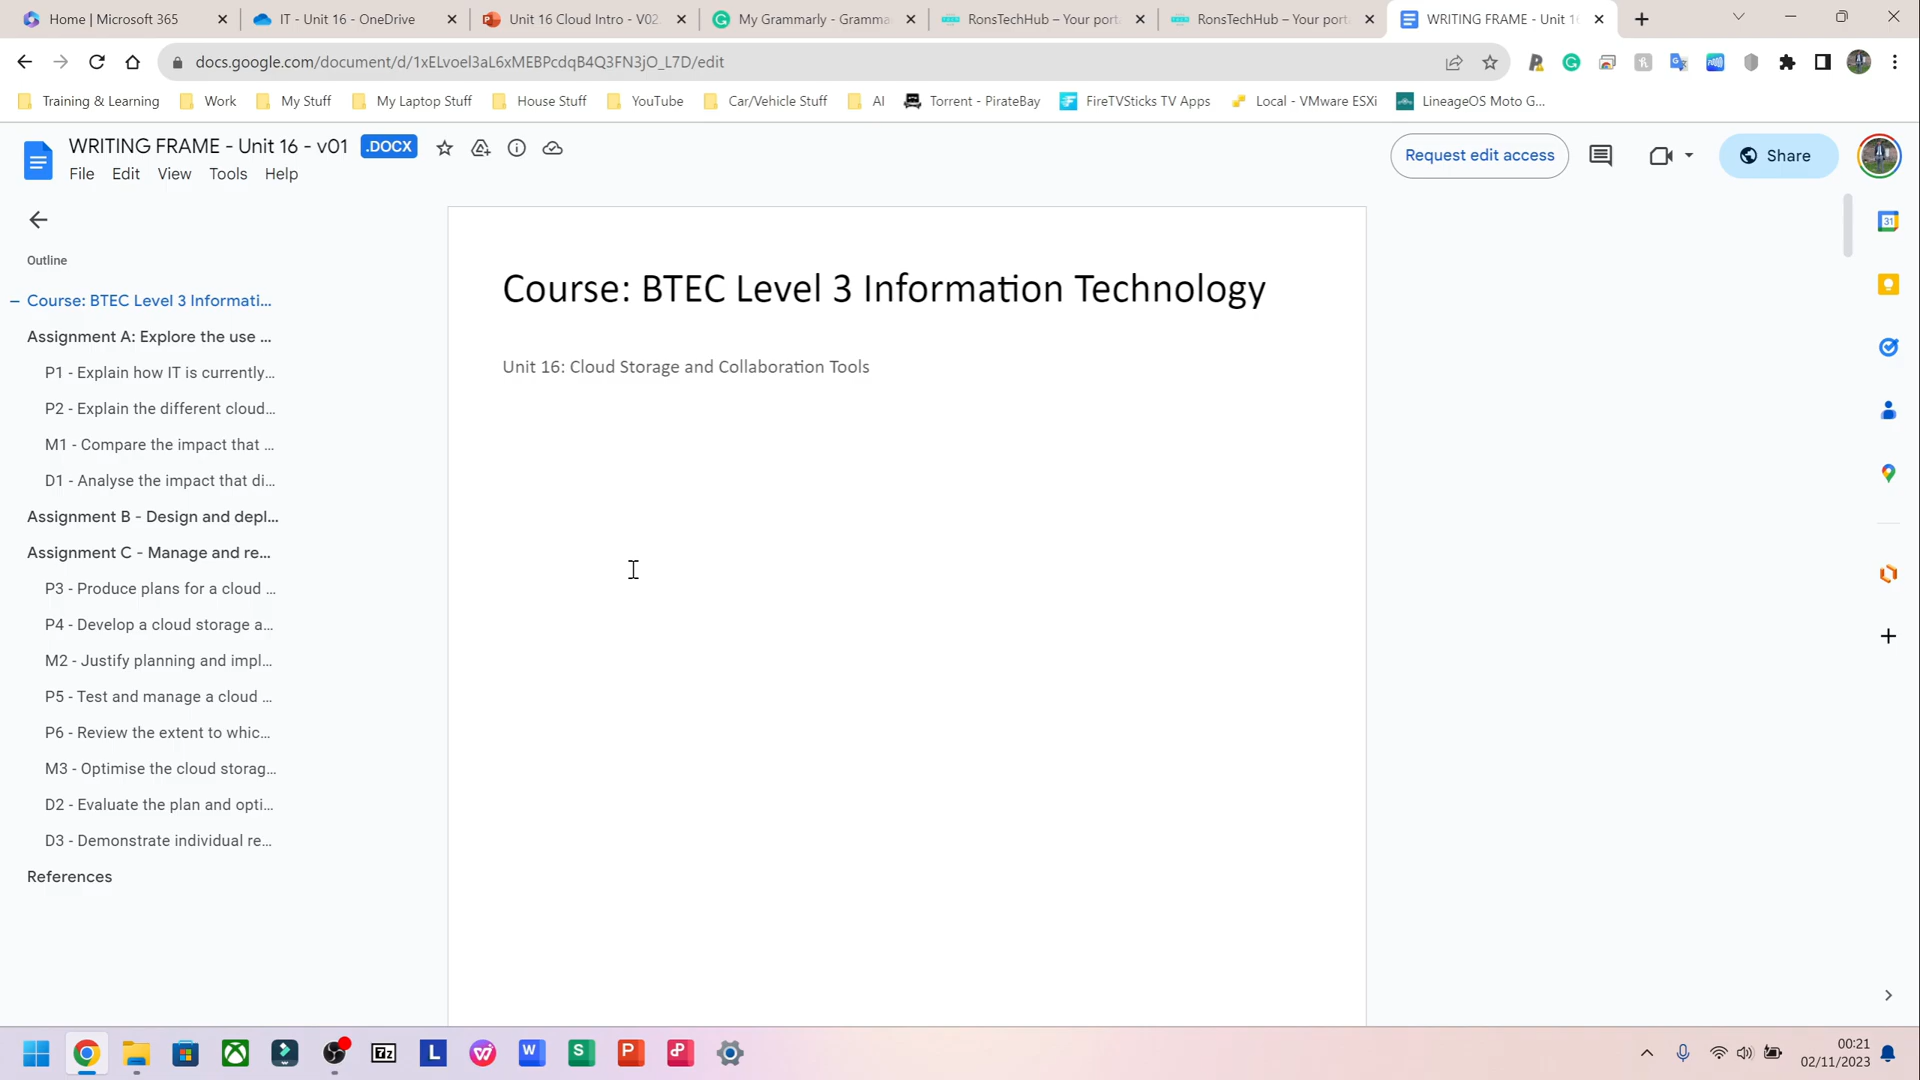 Home | Microsoft 365
IT - Unit 16 - OneDrive
Unit 16 Cloud Intro - V02
My Grammarly - Gramma
RonsTechHub – Your port
RonsTechHub – Your port
WRITING FRAME - Unit 1
docs.google.com/document/d/1xELvoel3aL6xMEBPcdqB4Q3FN3jO_L7D/edit
Training & Learning
Work
My Stuff
My Laptop Stuff
House Stuff
YouTube
Car/Vehicle Stuff
AI
Torrent - PirateBay
FireTVSticks TV Apps
Local - VMware ESXi
LineageOS Moto G...
WRITING FRAME - Unit 16 - v01 .DOCX
File Edit View Tools Help
Request edit access
Share
Outline
Course: BTEC Level 3 Informati...
Assignment A: Explore the use ...
P1 - Explain how IT is currently...
P2 - Explain the different cloud...
M1 - Compare the impact that ...
D1 - Analyse the impact that di...
Assignment B - Design and depl...
Assignment C - Manage and re...
P3 - Produce plans for a cloud ...
P4 - Develop a cloud storage a...
M2 - Justify planning and impl...
P5 - Test and manage a cloud ...
P6 - Review the extent to whic...
M3 - Optimise the cloud storag...
D2 - Evaluate the plan and opti...
D3 - Demonstrate individual re...
References
Course: BTEC Level 3 Information Technology
Unit 16: Cloud Storage and Collaboration Tools
31
7z
L
W
S
P
00:21
02/11/2023